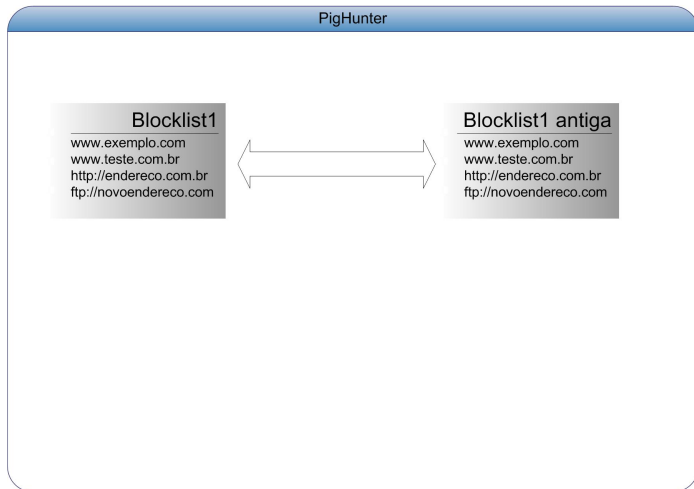 PigHunter
Blocklist1
www.exemplo.com
www.teste.com.br
http://endereco.com.br
ftp://novoendereco.com
Blocklist1 antiga
www.exemplo.com
www.teste.com.br
http://endereco.com.br
ftp://novoendereco.com